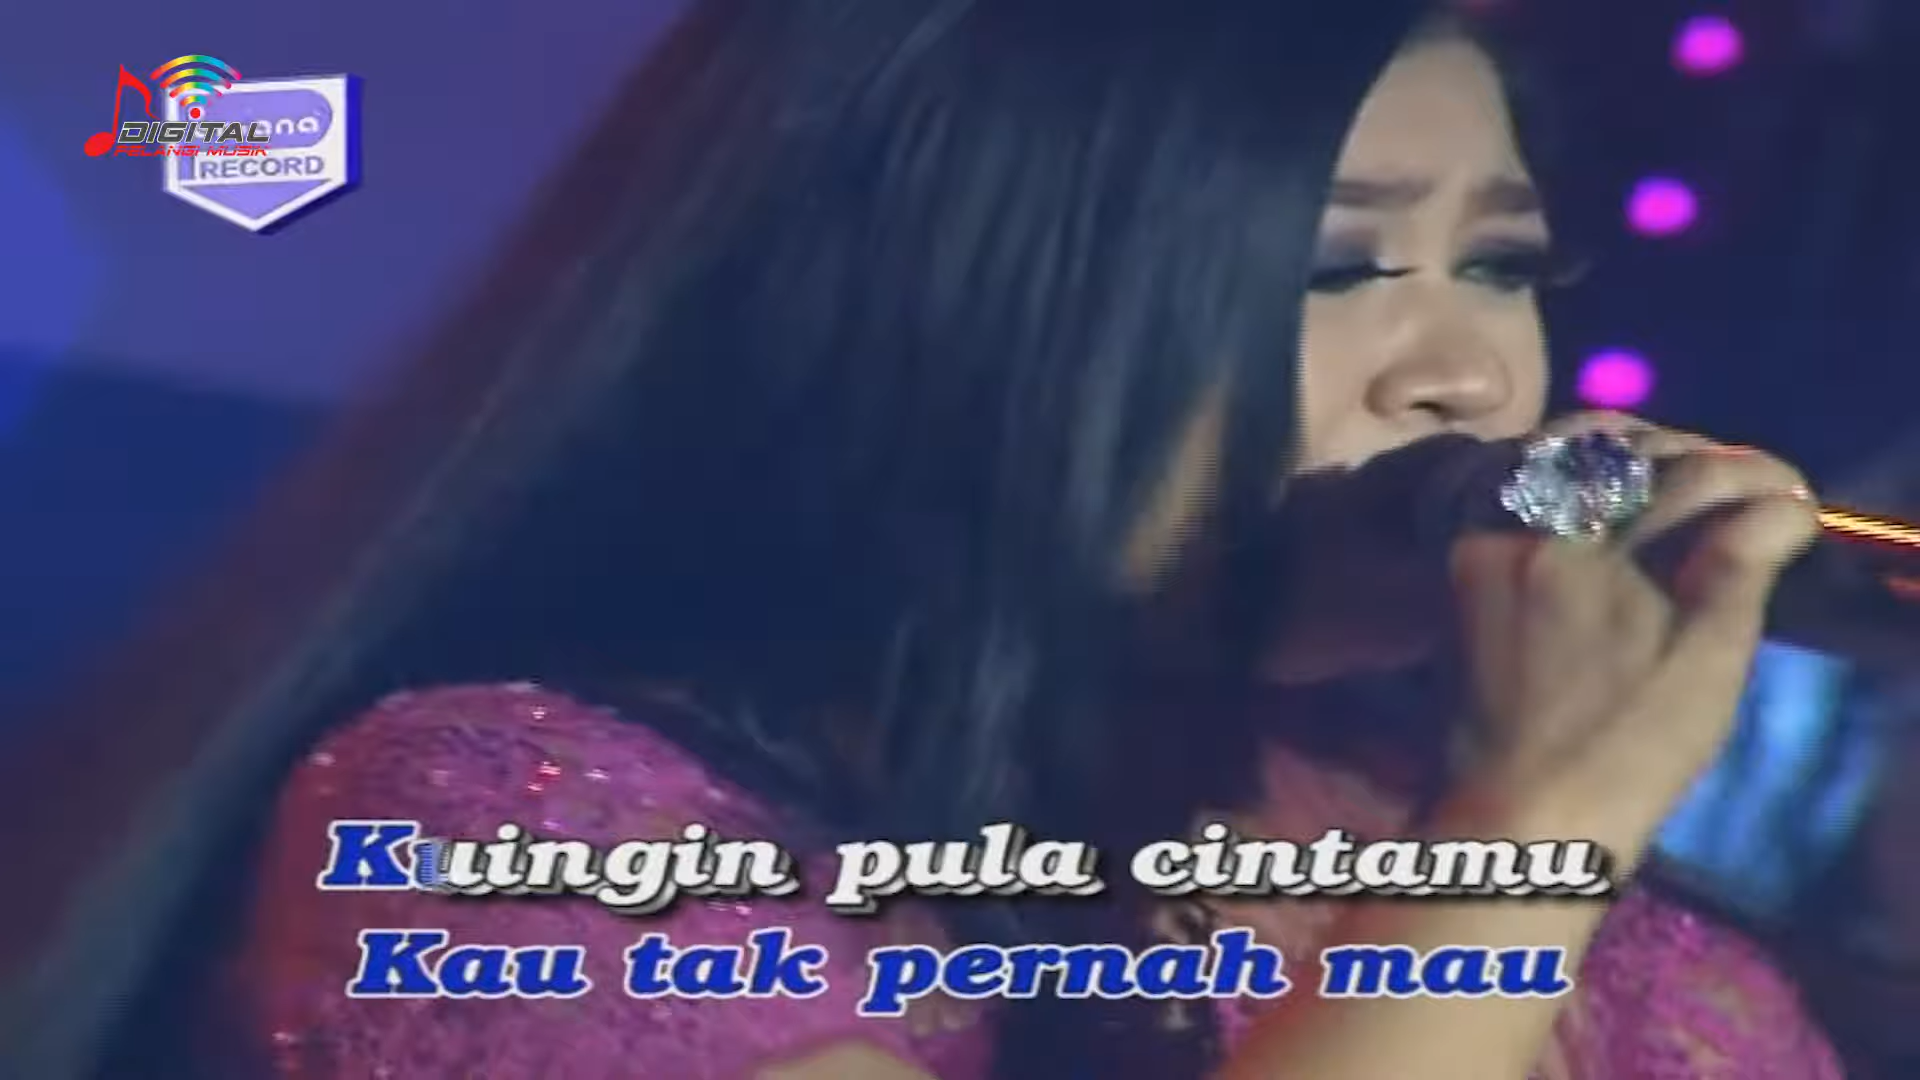 DIGITAL
PELANGI MUSIK
RECORD
Kuingin pula cintamu
Kau tak pernah mau